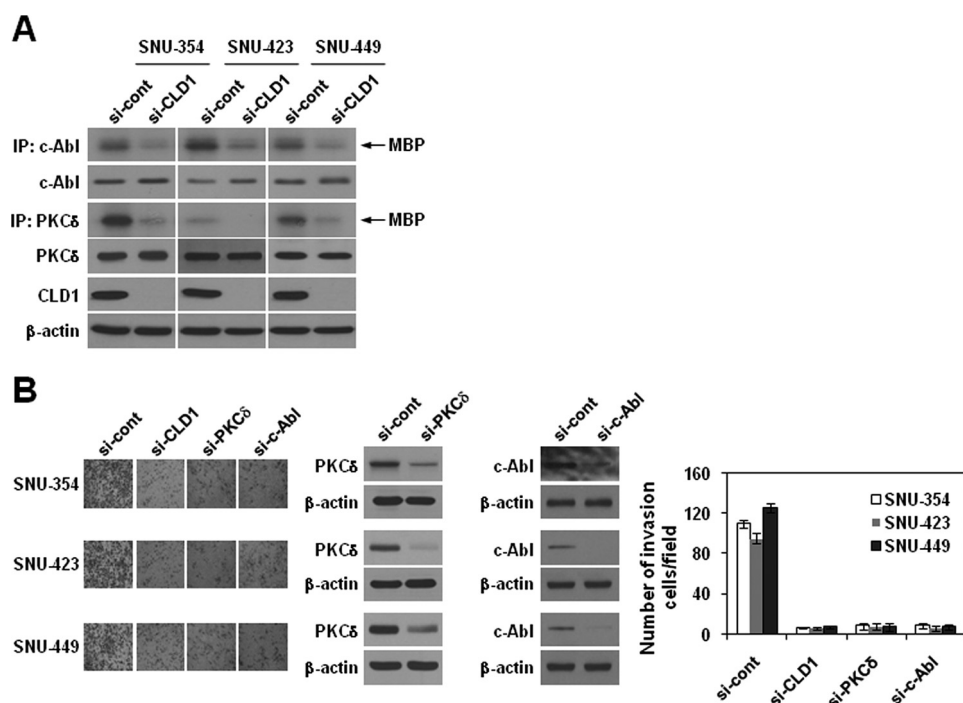 A
SNU-354 SNU-423 SNU-449
si-cont si-CLD1 si-cont si-CLD1 si-cont si-CLD1
IP: c-Abl ← MBP
c-Abl
IP: PKCδ ← MBP
PKCδ
CLD1
β-actin
B
si-cont si-CLD1 si-PKCδ si-c-Abl
SNU-354
SNU-423
SNU-449
si-cont si-PKCδ
PKCδ
β-actin
PKCδ
β-actin
PKCδ
β-actin
si-cont si-c-Abl
c-Abl
β-actin
c-Abl
β-actin
c-Abl
β-actin
Number of invasion
cells/field
160
120
80
40
0
SNU-354
SNU-423
SNU-449
si-cont si-CLD1 si-PKCδ si-c-Abl